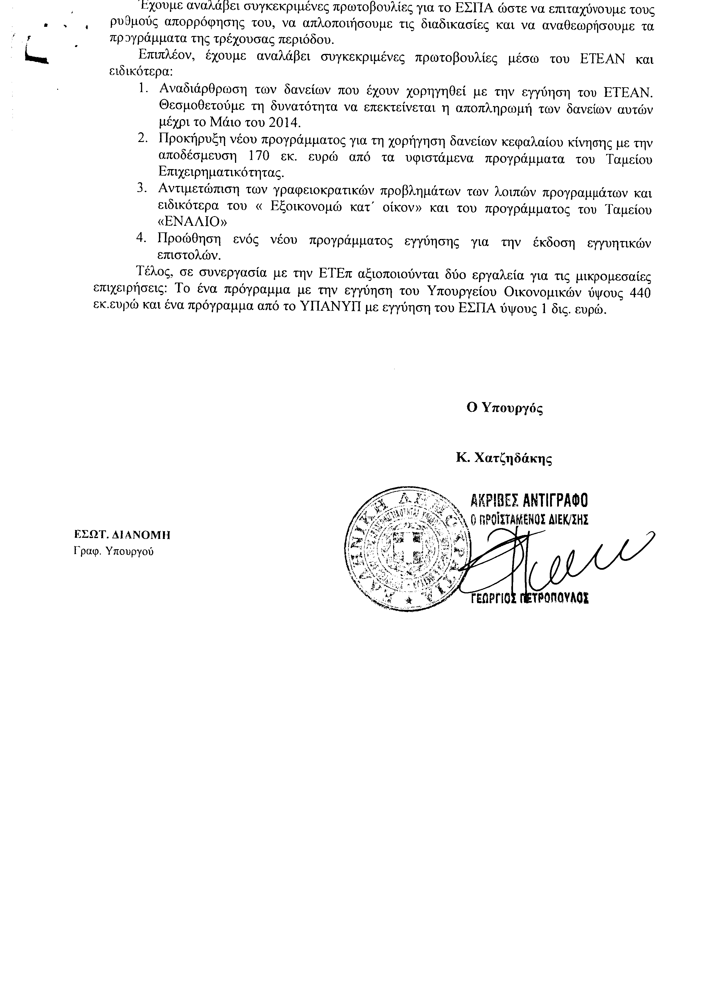 Έχουμε αναλάβει συγκεκριμένες πρωτοβουλίες για το ΕΣΠΑ ώστε να επιταχύνουμε τους
ρυθμούς απορρόφησης του, να απλοποιήσουμε τις διαδικασίες και να αναθεωρήσουμε τα
προγράμματα της τρέχουσας περιόδου.
Επιπλέον, έχουμε αναλάβει συγκεκριμένες πρωτοβουλίες μέσω του ΕΤΕΑΝ και
ειδικότερα:
1. Αναδιάρθρωση των δανείων που έχουν χορηγηθεί με την εγγύηση του ΕΤΕΑΝ.
Θεσμοθετούμε τη δυνατότητα να επεκτείνεται η αποπληρωμή των δανείων αυτών
μέχρι το Μάιο του 2014.
2. Προκήρυξη νέου προγράμματος για τη χορήγηση δανείων κεφαλαίου κίνησης με την
αποδέσμευση 170 εκ. ευρώ από τα υφιστάμενα προγράμματα του Ταμείου
Επιχειρηματικότητας.
3. Αντιμετώπιση των γραφειοκρατικών προβλημάτων των λοιπών προγραμμάτων και
ειδικότερα του « Εξοικονομώ κατ΄ οίκον» και του προγράμματος του Ταμείου
«ΕΝΑΛΙΟ»
4. Προώθηση ενός νέου προγράμματος εγγύησης για την έκδοση εγγυητικών
επιστολών.
Τέλος, σε συνεργασία με την ΕΤΕπ αξιοποιούνται δύο εργαλεία για τις μικρομεσαίες
επιχειρήσεις: Το ένα πρόγραμμα με την εγγύηση του Υπουργείου Οικονομικών ύψους 440
εκ.ευρώ και ένα πρόγραμμα από το ΥΠΑΝΥΠ με εγγύηση του ΕΣΠΑ ύψους 1 δις. ευρώ.
Ο Υπουργός
Κ. Χατζηδάκης
ΕΛΛΗΝΙΚΗ ΔΗΜΟΚΡΑΤΙΑ
ΑΚΡΙΒΕΣ ΑΝΤΙΓΡΑΦΟ
Ο ΠΡΟΪΣΤΑΜΕΝΟΣ ΔΙΕΚ/ΣΗΣ
ΓΕΩΡΓΙΟΣ ΠΕΤΡΟΠΟΥΛΟΣ
ΕΣΩΤ. ΔΙΑΝΟΜΗ
Γραφ. Υπουργού